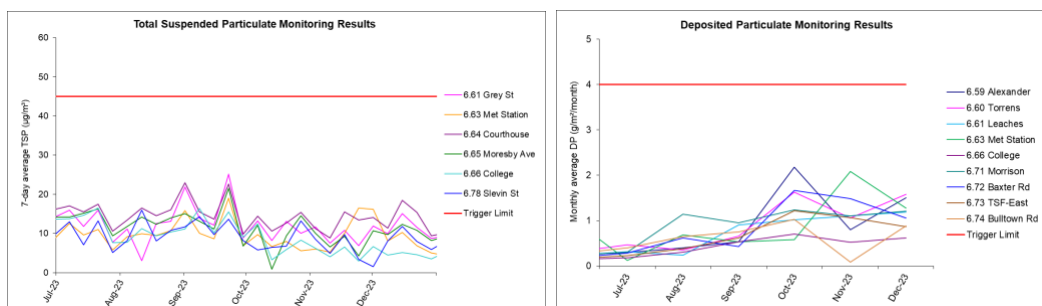 Total Suspended Particulate Monitoring Results
7-day average TSP (µg/m³)
60
50
40
30
20
10
0
Jul-23
Aug-23
Sep-23
Oct-23
Nov-23
Dec-23
6.61 Grey St
6.63 Met Station
6.64 Courthouse
6.65 Moresby Ave
6.66 College
6.78 Slevin St
Trigger Limit
Deposited Particulate Monitoring Results
Monthly average DP (g/m²/month)
5
4
3
2
1
0
Jul-23
Aug-23
Sep-23
Oct-23
Nov-23
Dec-23
6.59 Alexander
6.60 Torrens
6.61 Leaches
6.63 Met Station
6.66 College
6.71 Morrison
6.72 Baxter Rd
6.73 TSF-East
6.74 Bulltown Rd
Trigger Limit